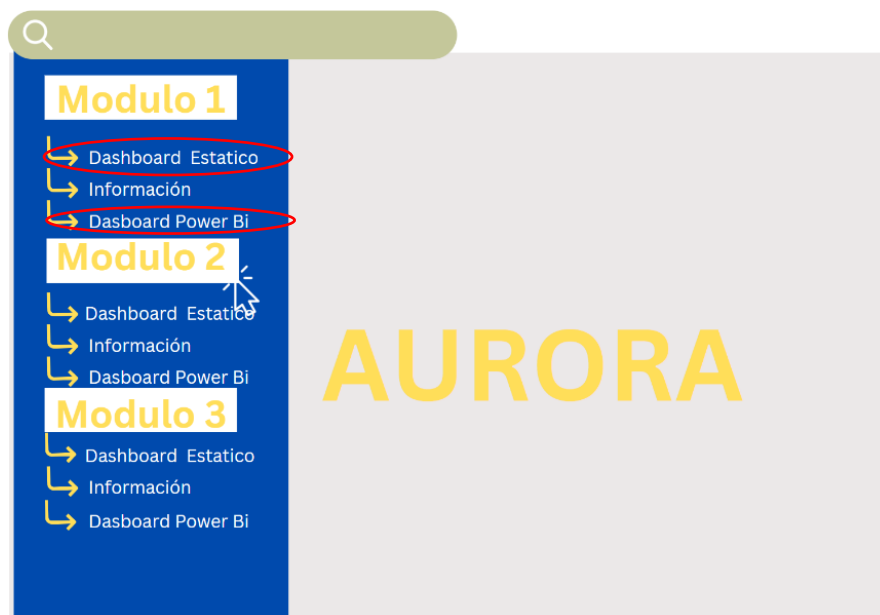 Modulo 1
Dashboard Estatico
Información
Dasboard Power Bi
Modulo 2
Dashboard Estatico
Información
Dasboard Power Bi
Modulo 3
Dashboard Estatico
Información
Dasboard Power Bi
AURORA